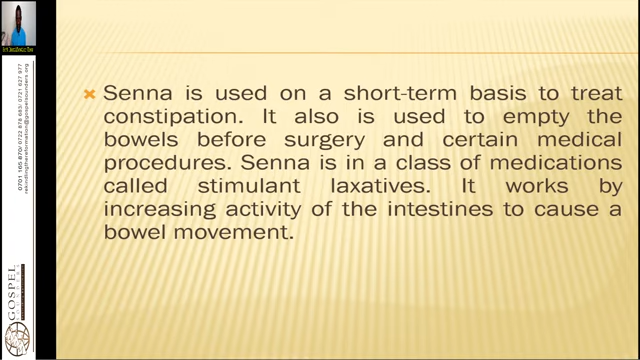 Senna is used on a short-term basis to treat
constipation. It also is used to empty the
bowels before surgery and certain medical
procedures. Senna is in a class of medications
called stimulant laxatives. It works by
increasing activity of the intestines to cause a
bowel movement.
GOSPEL